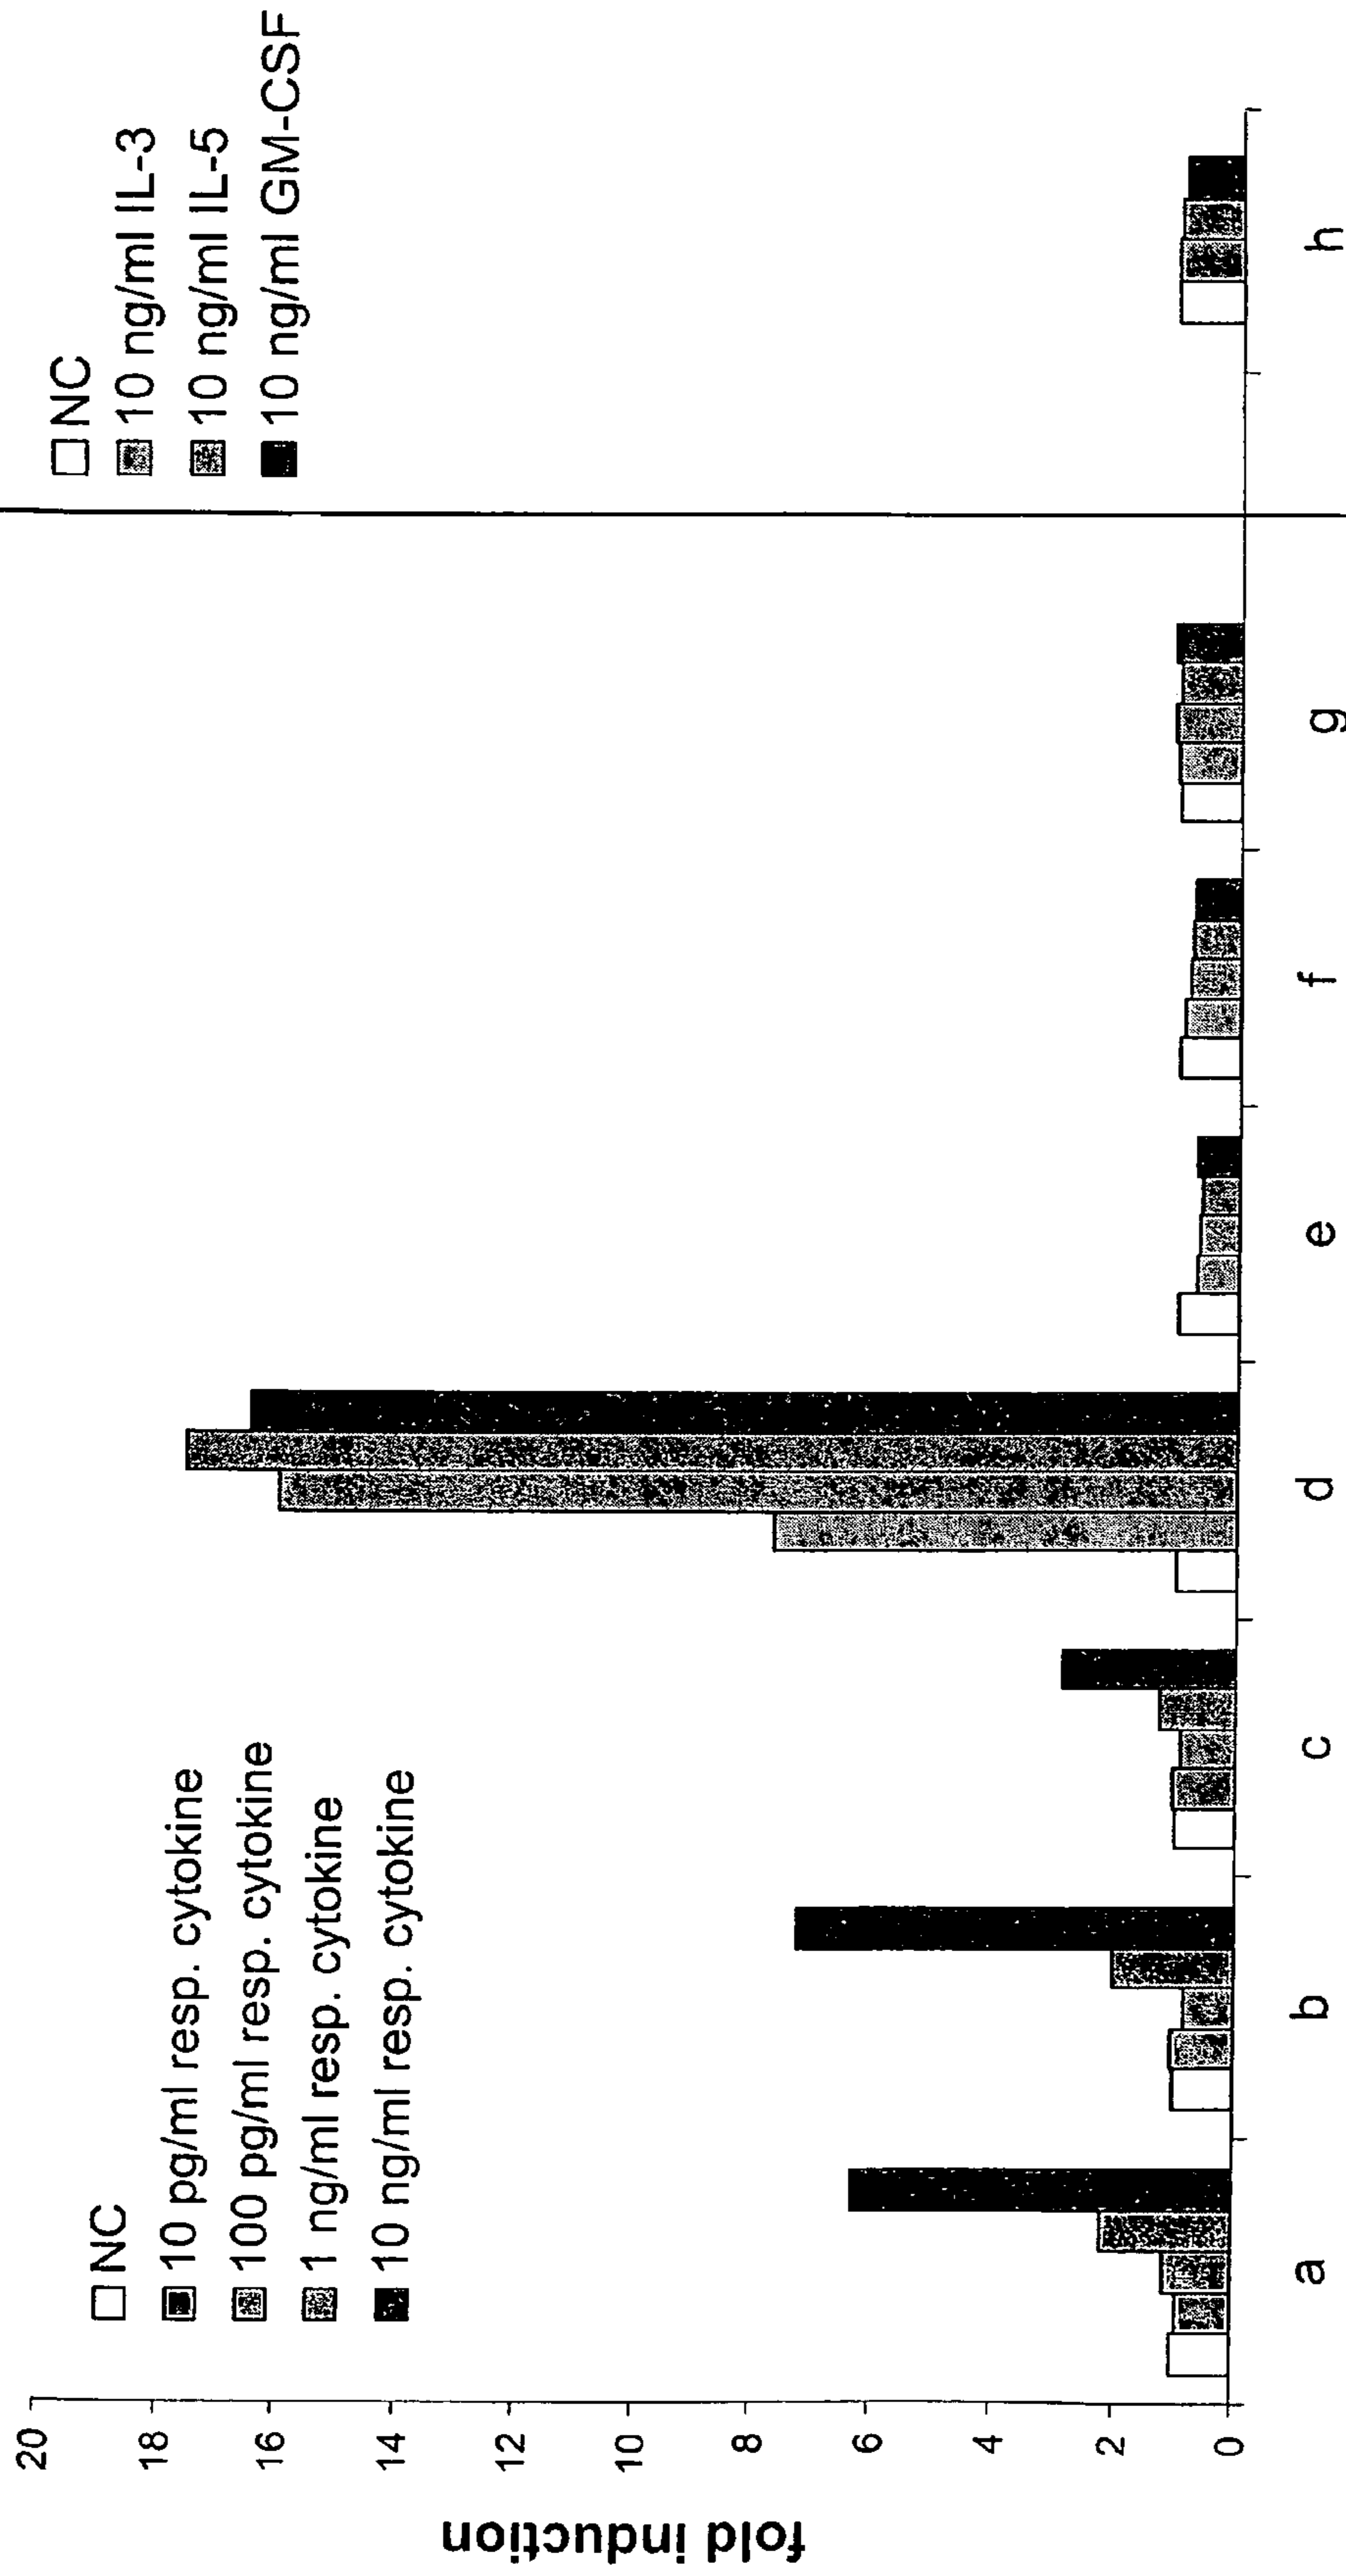 fold induction
20
18
16
14
12
10
8
6
4
2
0
NC
10 pg/ml resp. cytokine
100 pg/ml resp. cytokine
1 ng/ml resp. cytokine
10 ng/ml resp. cytokine
NC
10 ng/ml IL-3
10 ng/ml IL-5
10 ng/ml GM-CSF
a b c d e f g h